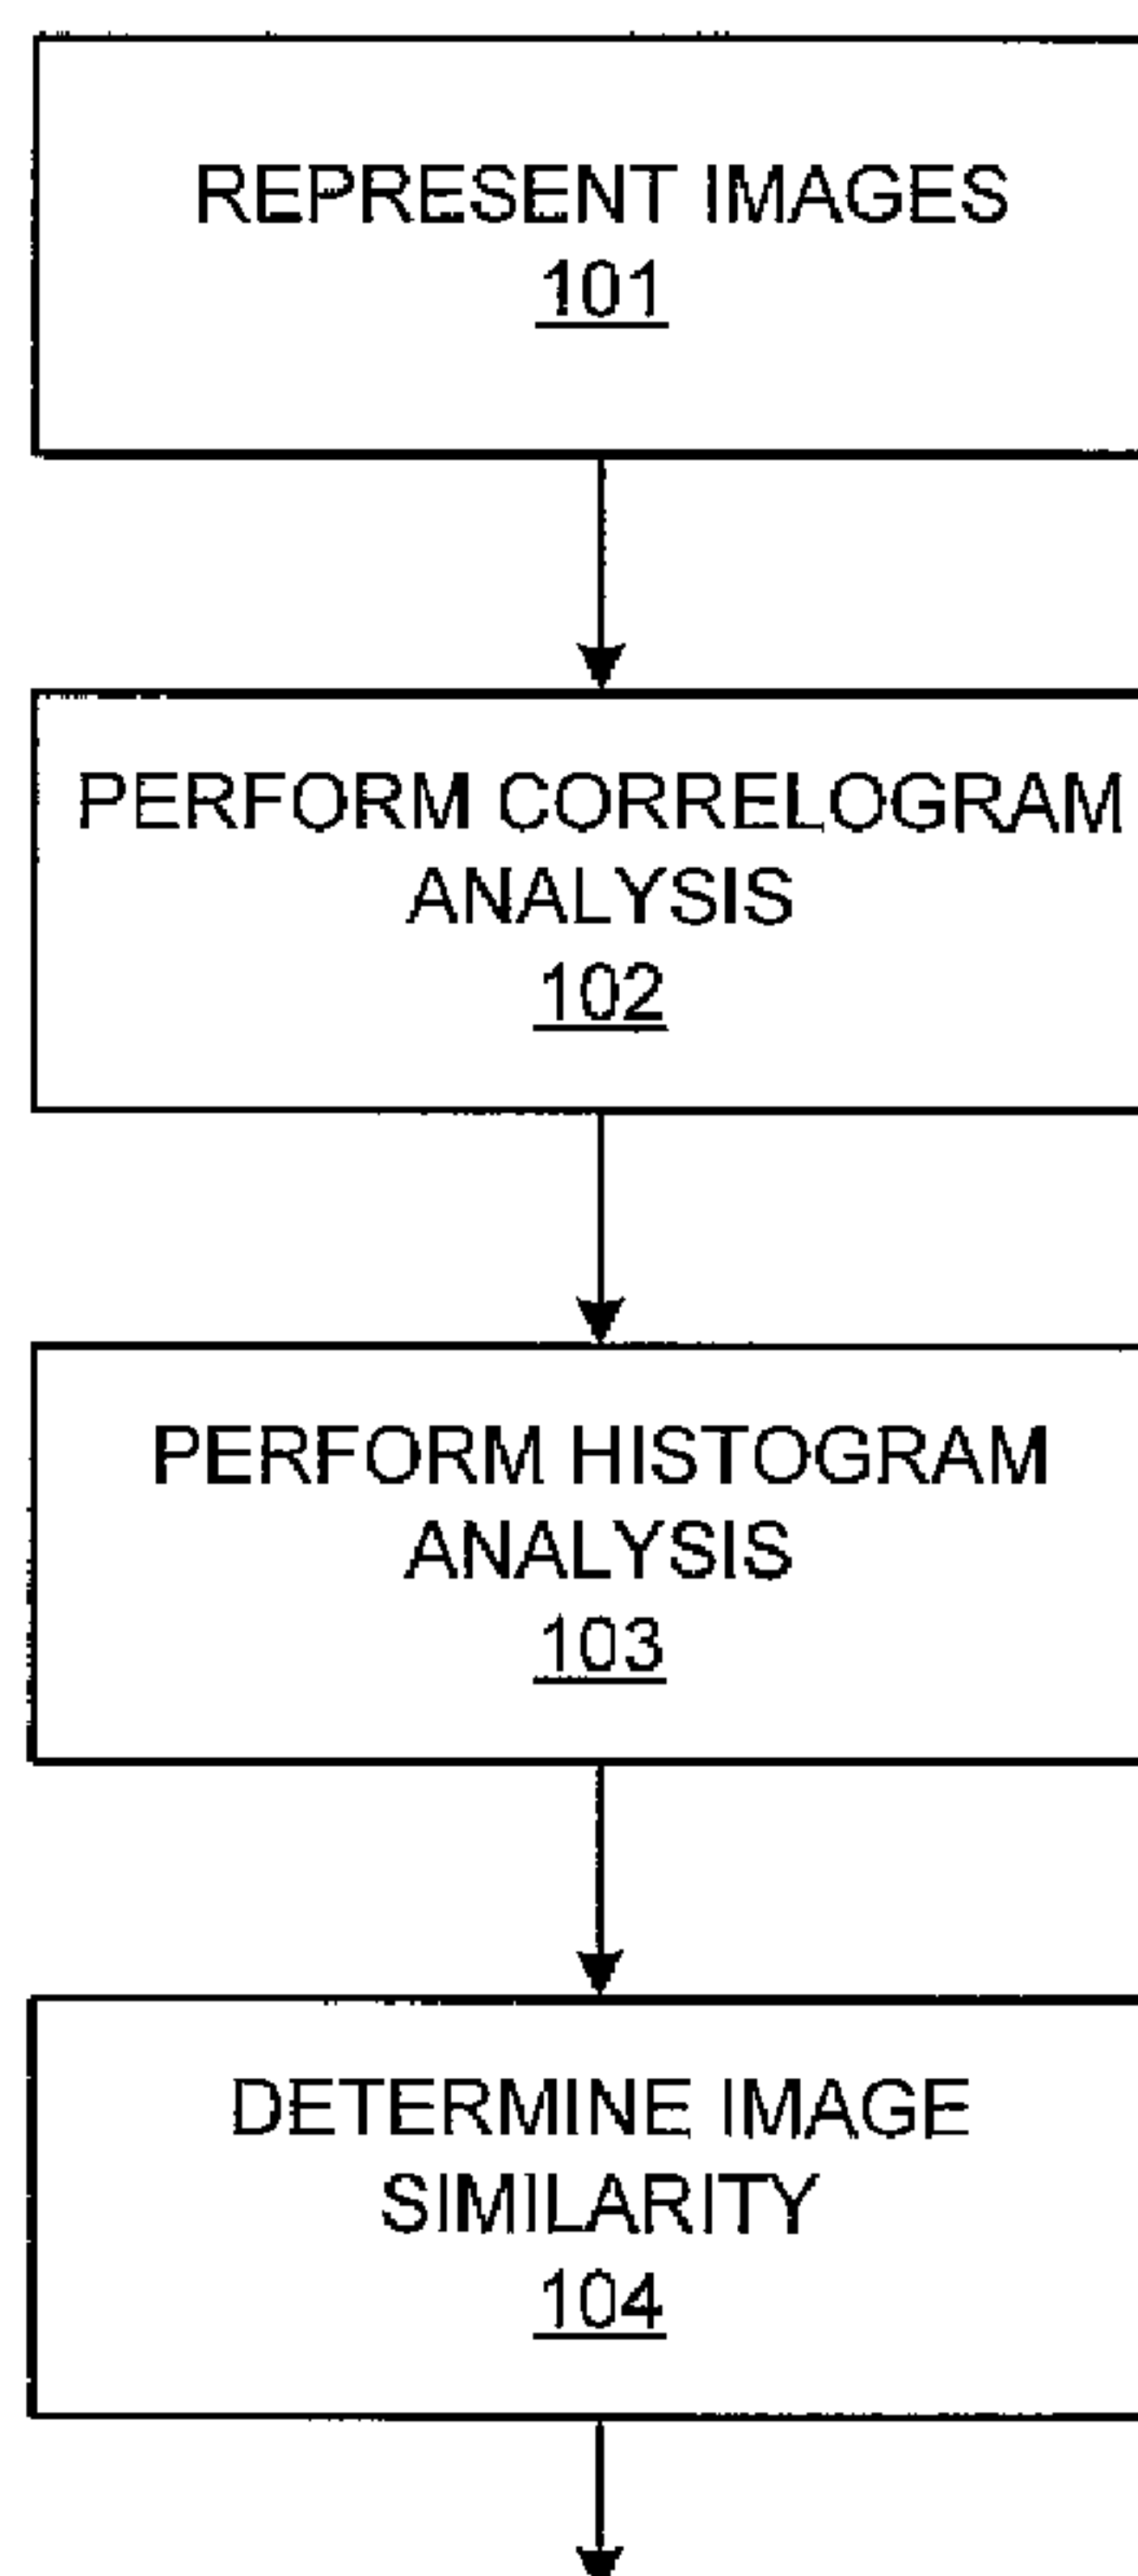 REPRESENT IMAGES
101
PERFORM CORRELOGRAM
ANALYSIS
102
PERFORM HISTOGRAM
ANALYSIS
103
DETERMINE IMAGE
SIMILARITY
104